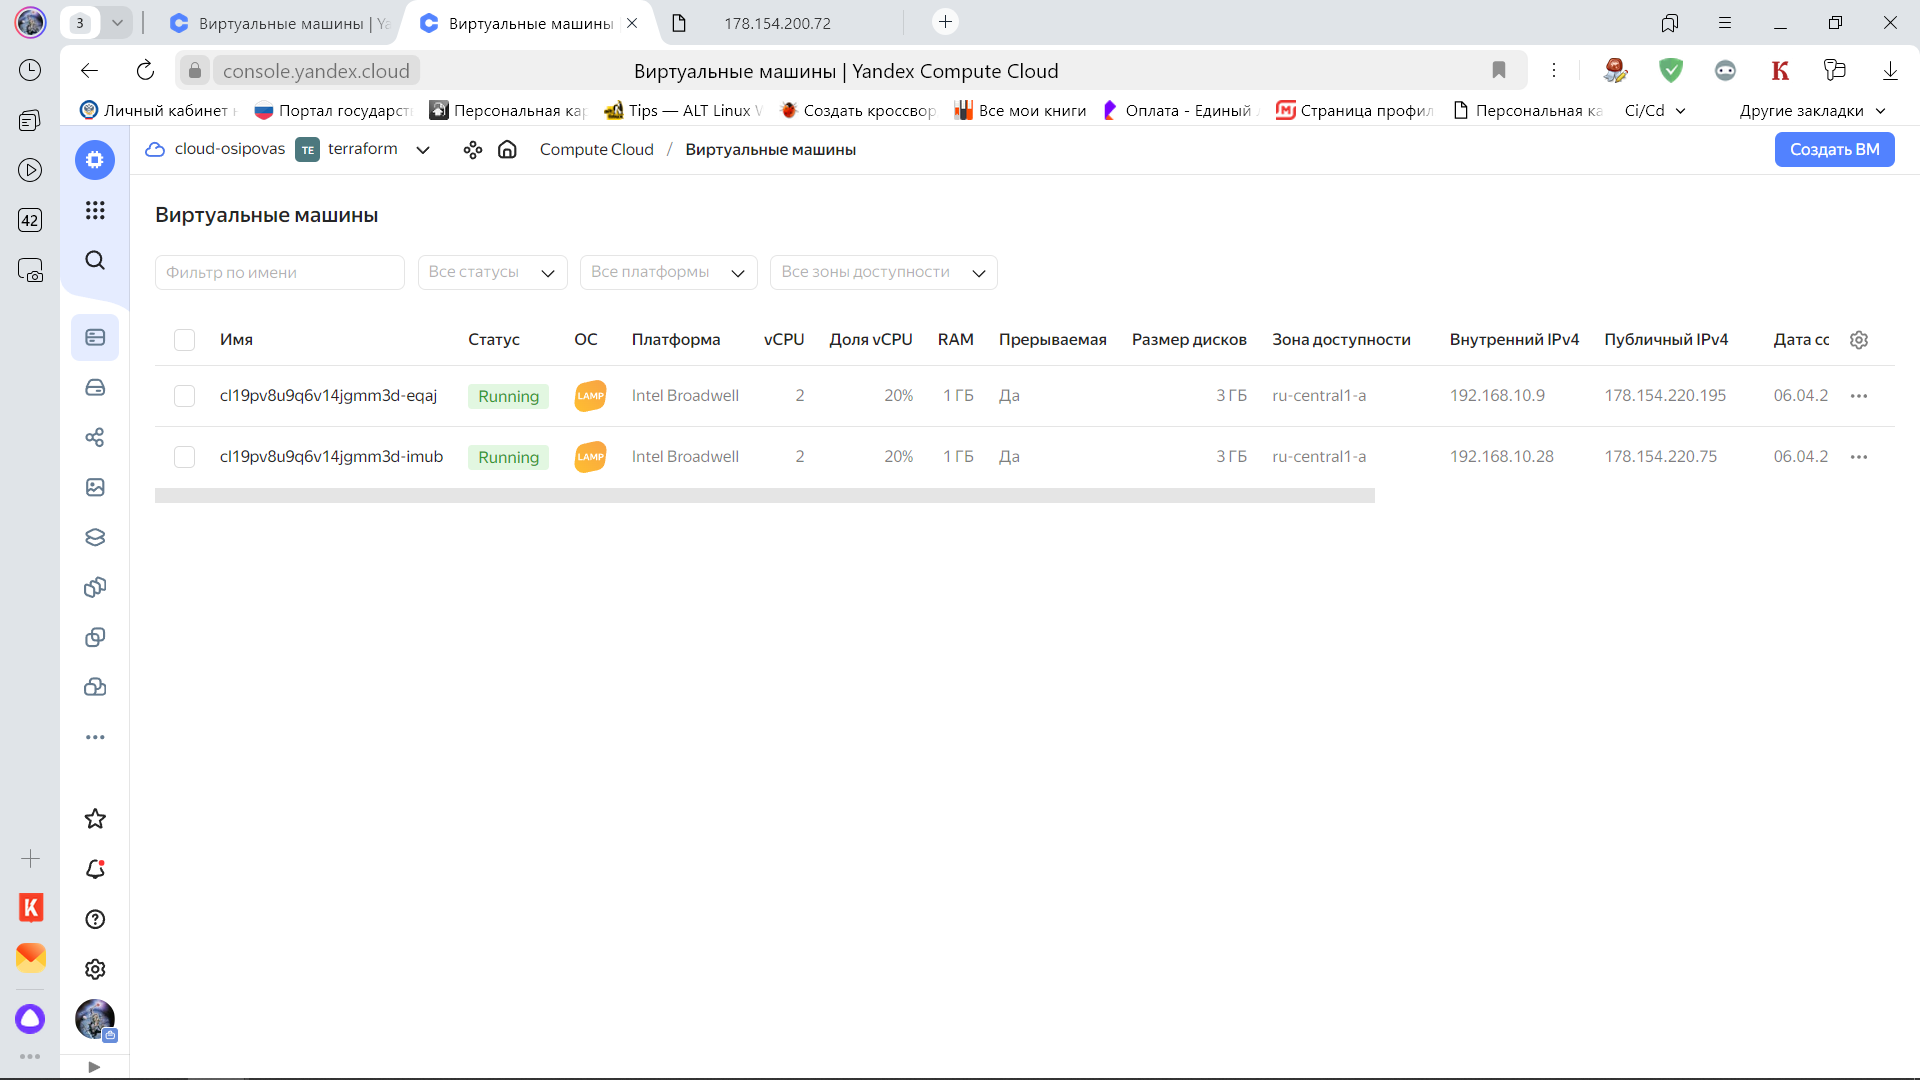 3
Виртуальные машины | Ya
Виртуальные машины
178.154.200.72
console.yandex.cloud
Виртуальные машины | Yandex Compute Cloud
Личный кабинет
Портал государст
Персональная кар
Tips — ALT Linux W
Создать кроссвор
Все мои книги
Оплата - Единый
Страница профил
Персональная ка
Ci/Cd
Другие закладки
42
cloud-osipovas
TE
terraform
Compute Cloud / Виртуальные машины
Создать ВМ
Виртуальные машины
Фильтр по имени
Все статусы
Все платформы
Все зоны доступности
Имя Статус ОС Платформа vCPU Доля vCPU RAM Прерываемая Размер дисков Зона доступности Внутренний IPv4 Публичный IPv4 Дата сс
cl19pv8u9q6v14jgmm3d-eqaj Running LAMP Intel Broadwell 2 20% 1 ГБ Да 3 ГБ ru-central1-a 192.168.10.9 178.154.220.195 06.04.2
cl19pv8u9q6v14jgmm3d-imub Running LAMP Intel Broadwell 2 20% 1 ГБ Да 3 ГБ ru-central1-a 192.168.10.28 178.154.220.75 06.04.2
K
K